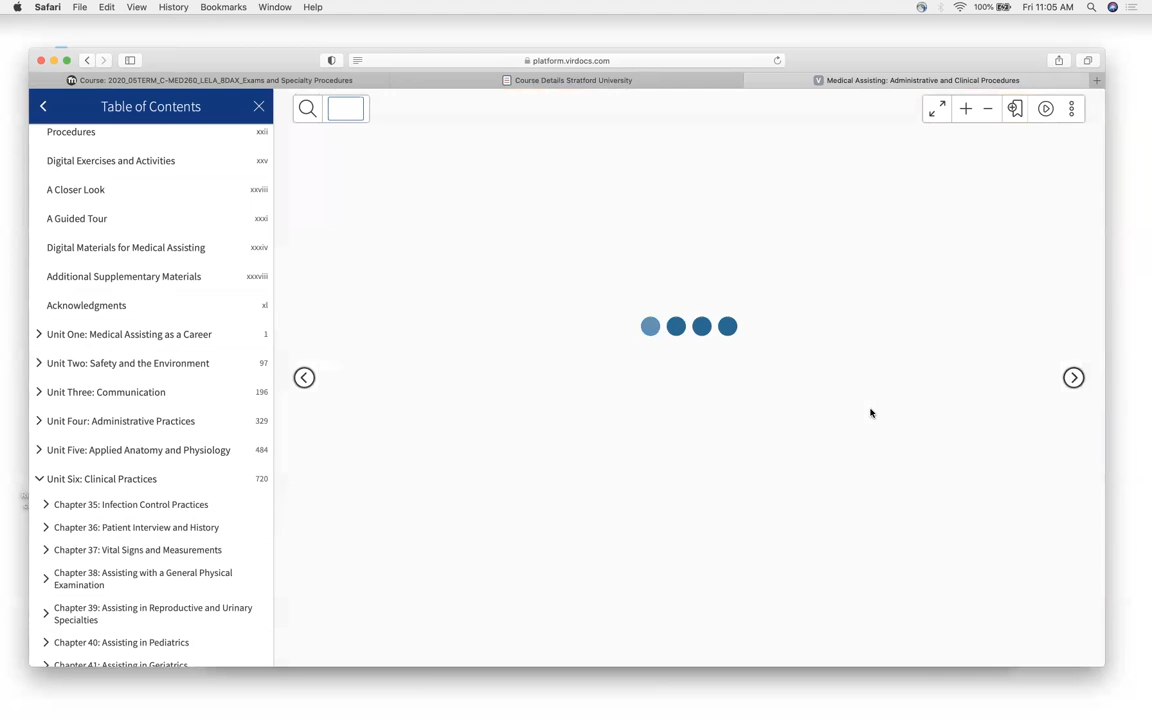 Safari File Edit View History Bookmarks Window Help 100% Fri 11:05 AM
platform.virdocs.com
Course: 2020_05TERM_C-MED260_LELA_8DAX_Exams and Specialty Procedures
Course Details Stratford University
V Medical Assisting: Administrative and Clinical Procedures
Table of Contents
Procedures xxii
Digital Exercises and Activities xxv
A Closer Look xxviii
A Guided Tour xxxi
Digital Materials for Medical Assisting xxxiv
Additional Supplementary Materials xxxviii
Acknowledgments xl
Unit One: Medical Assisting as a Career 1
Unit Two: Safety and the Environment 97
Unit Three: Communication 196
Unit Four: Administrative Practices 329
Unit Five: Applied Anatomy and Physiology 484
Unit Six: Clinical Practices 720
Chapter 35: Infection Control Practices
Chapter 36: Patient Interview and History
Chapter 37: Vital Signs and Measurements
Chapter 38: Assisting with a General Physical
Examination
Chapter 39: Assisting in Reproductive and Urinary
Specialties
Chapter 40: Assisting in Pediatrics
Chapter 41: Assisting in Geriatrics